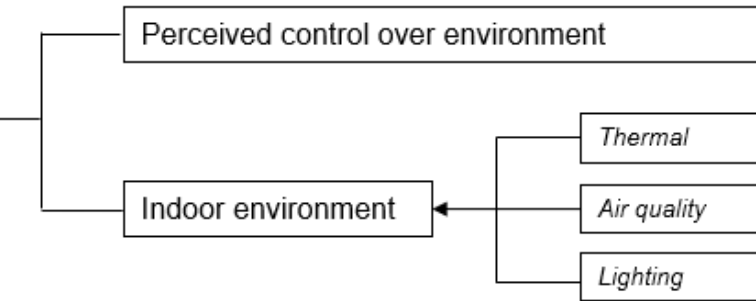 Perceived control over environment
Thermal
Indoor environment
Air quality
Lighting